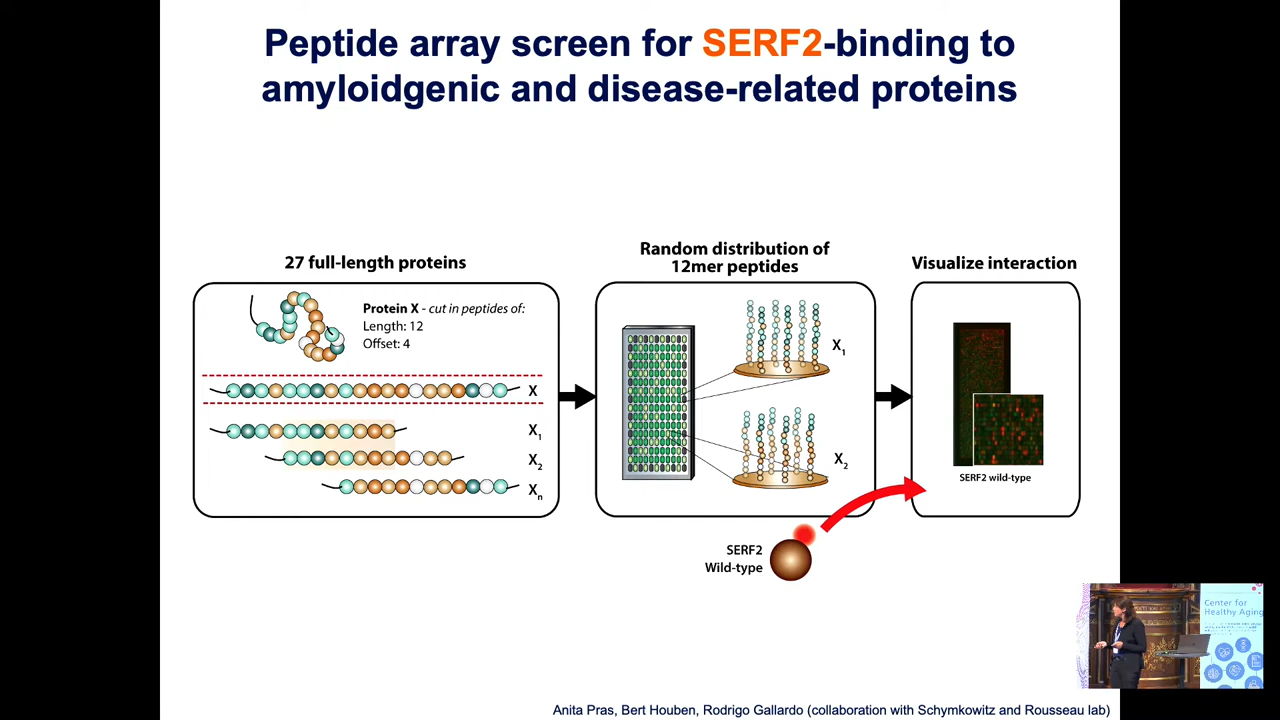 Peptide array screen for SERF2-binding to
amyloidgenic and disease-related proteins
27 full-length proteins
Protein X - cut in peptides of:
Length: 12
Offset: 4
X
X1
X2
Xn
Random distribution of
12mer peptides
X1
X2
Visualize interaction
SERF2 wild-type
SERF2
Wild-type
Center for
Healthy Aging
Anita Pras, Bert Houben, Rodrigo Gallardo (collaboration with Schymkowitz and Rousseau lab)